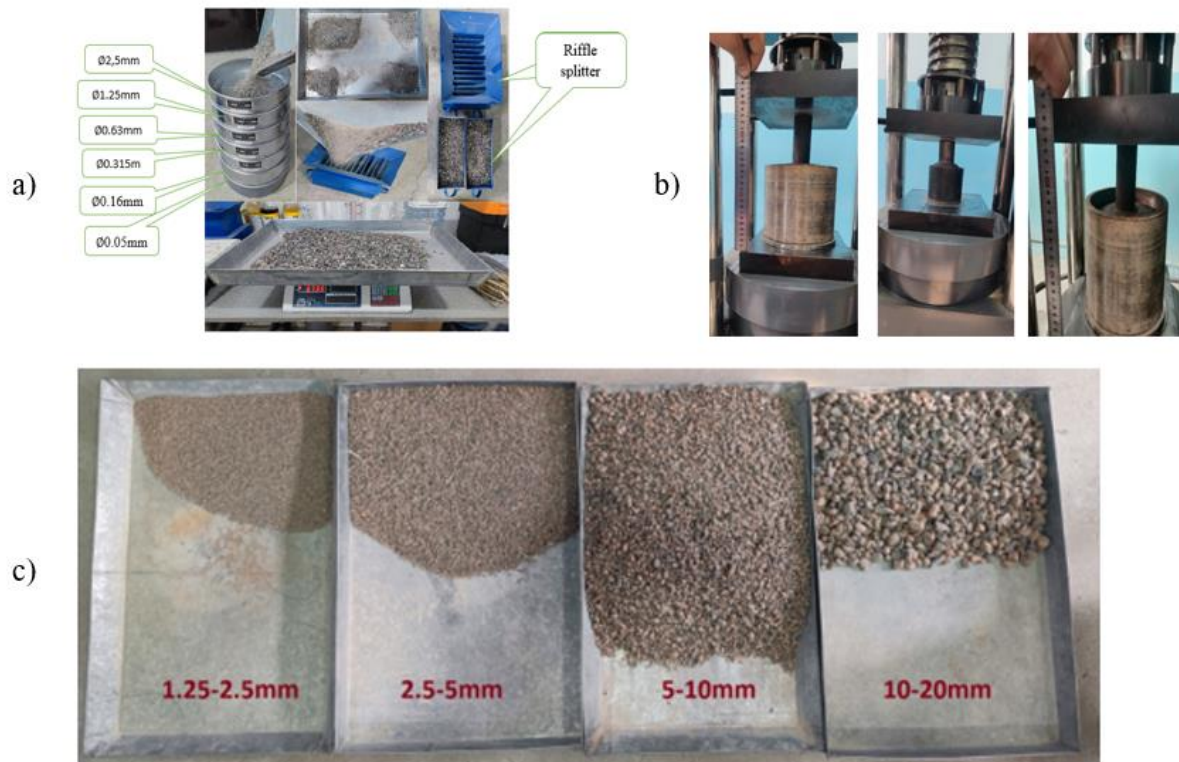 a)
Ø2,5mm
Ø1.25mm
Ø0.63mm
Ø0.315m
Ø0.16mm
Ø0.05mm
Riffle
splitter
b)
c)
1.25-2.5mm
2.5-5mm
5-10mm
10-20mm